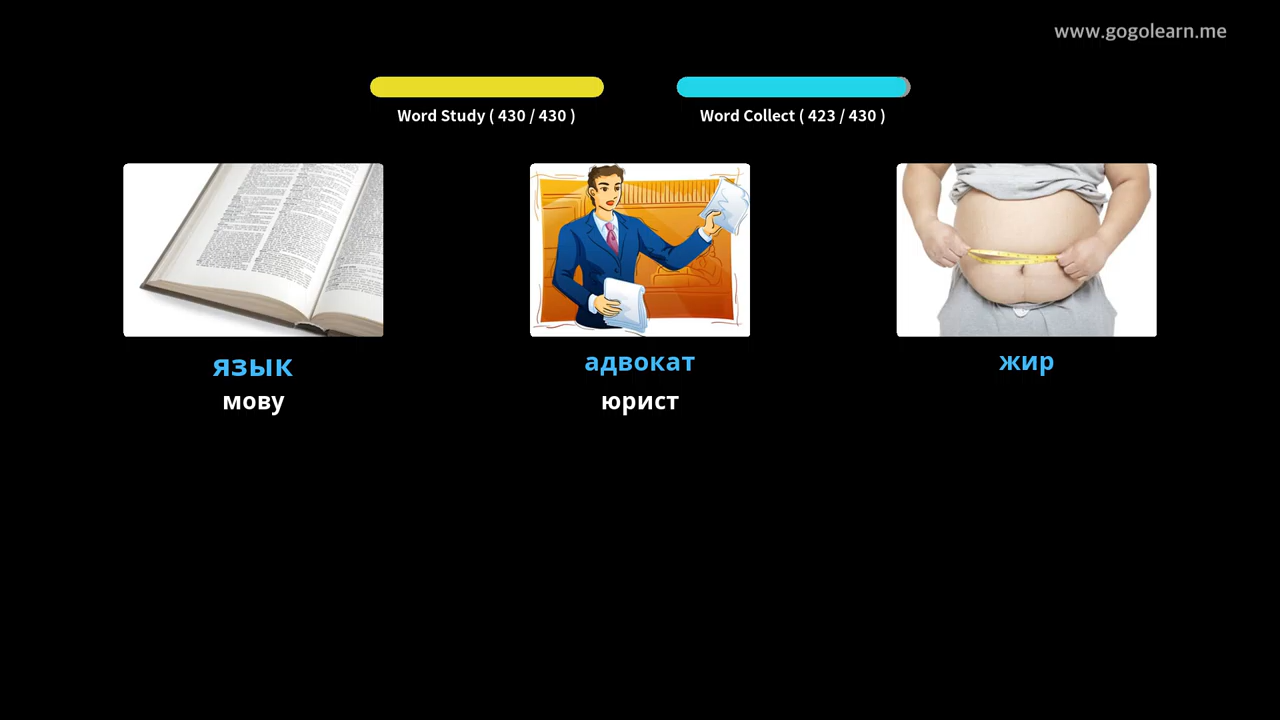 www.gogolearn.me
Word Study ( 430 / 430 )
Word Collect ( 423 / 430 )
язык
мову
адвокат
юрист
жир